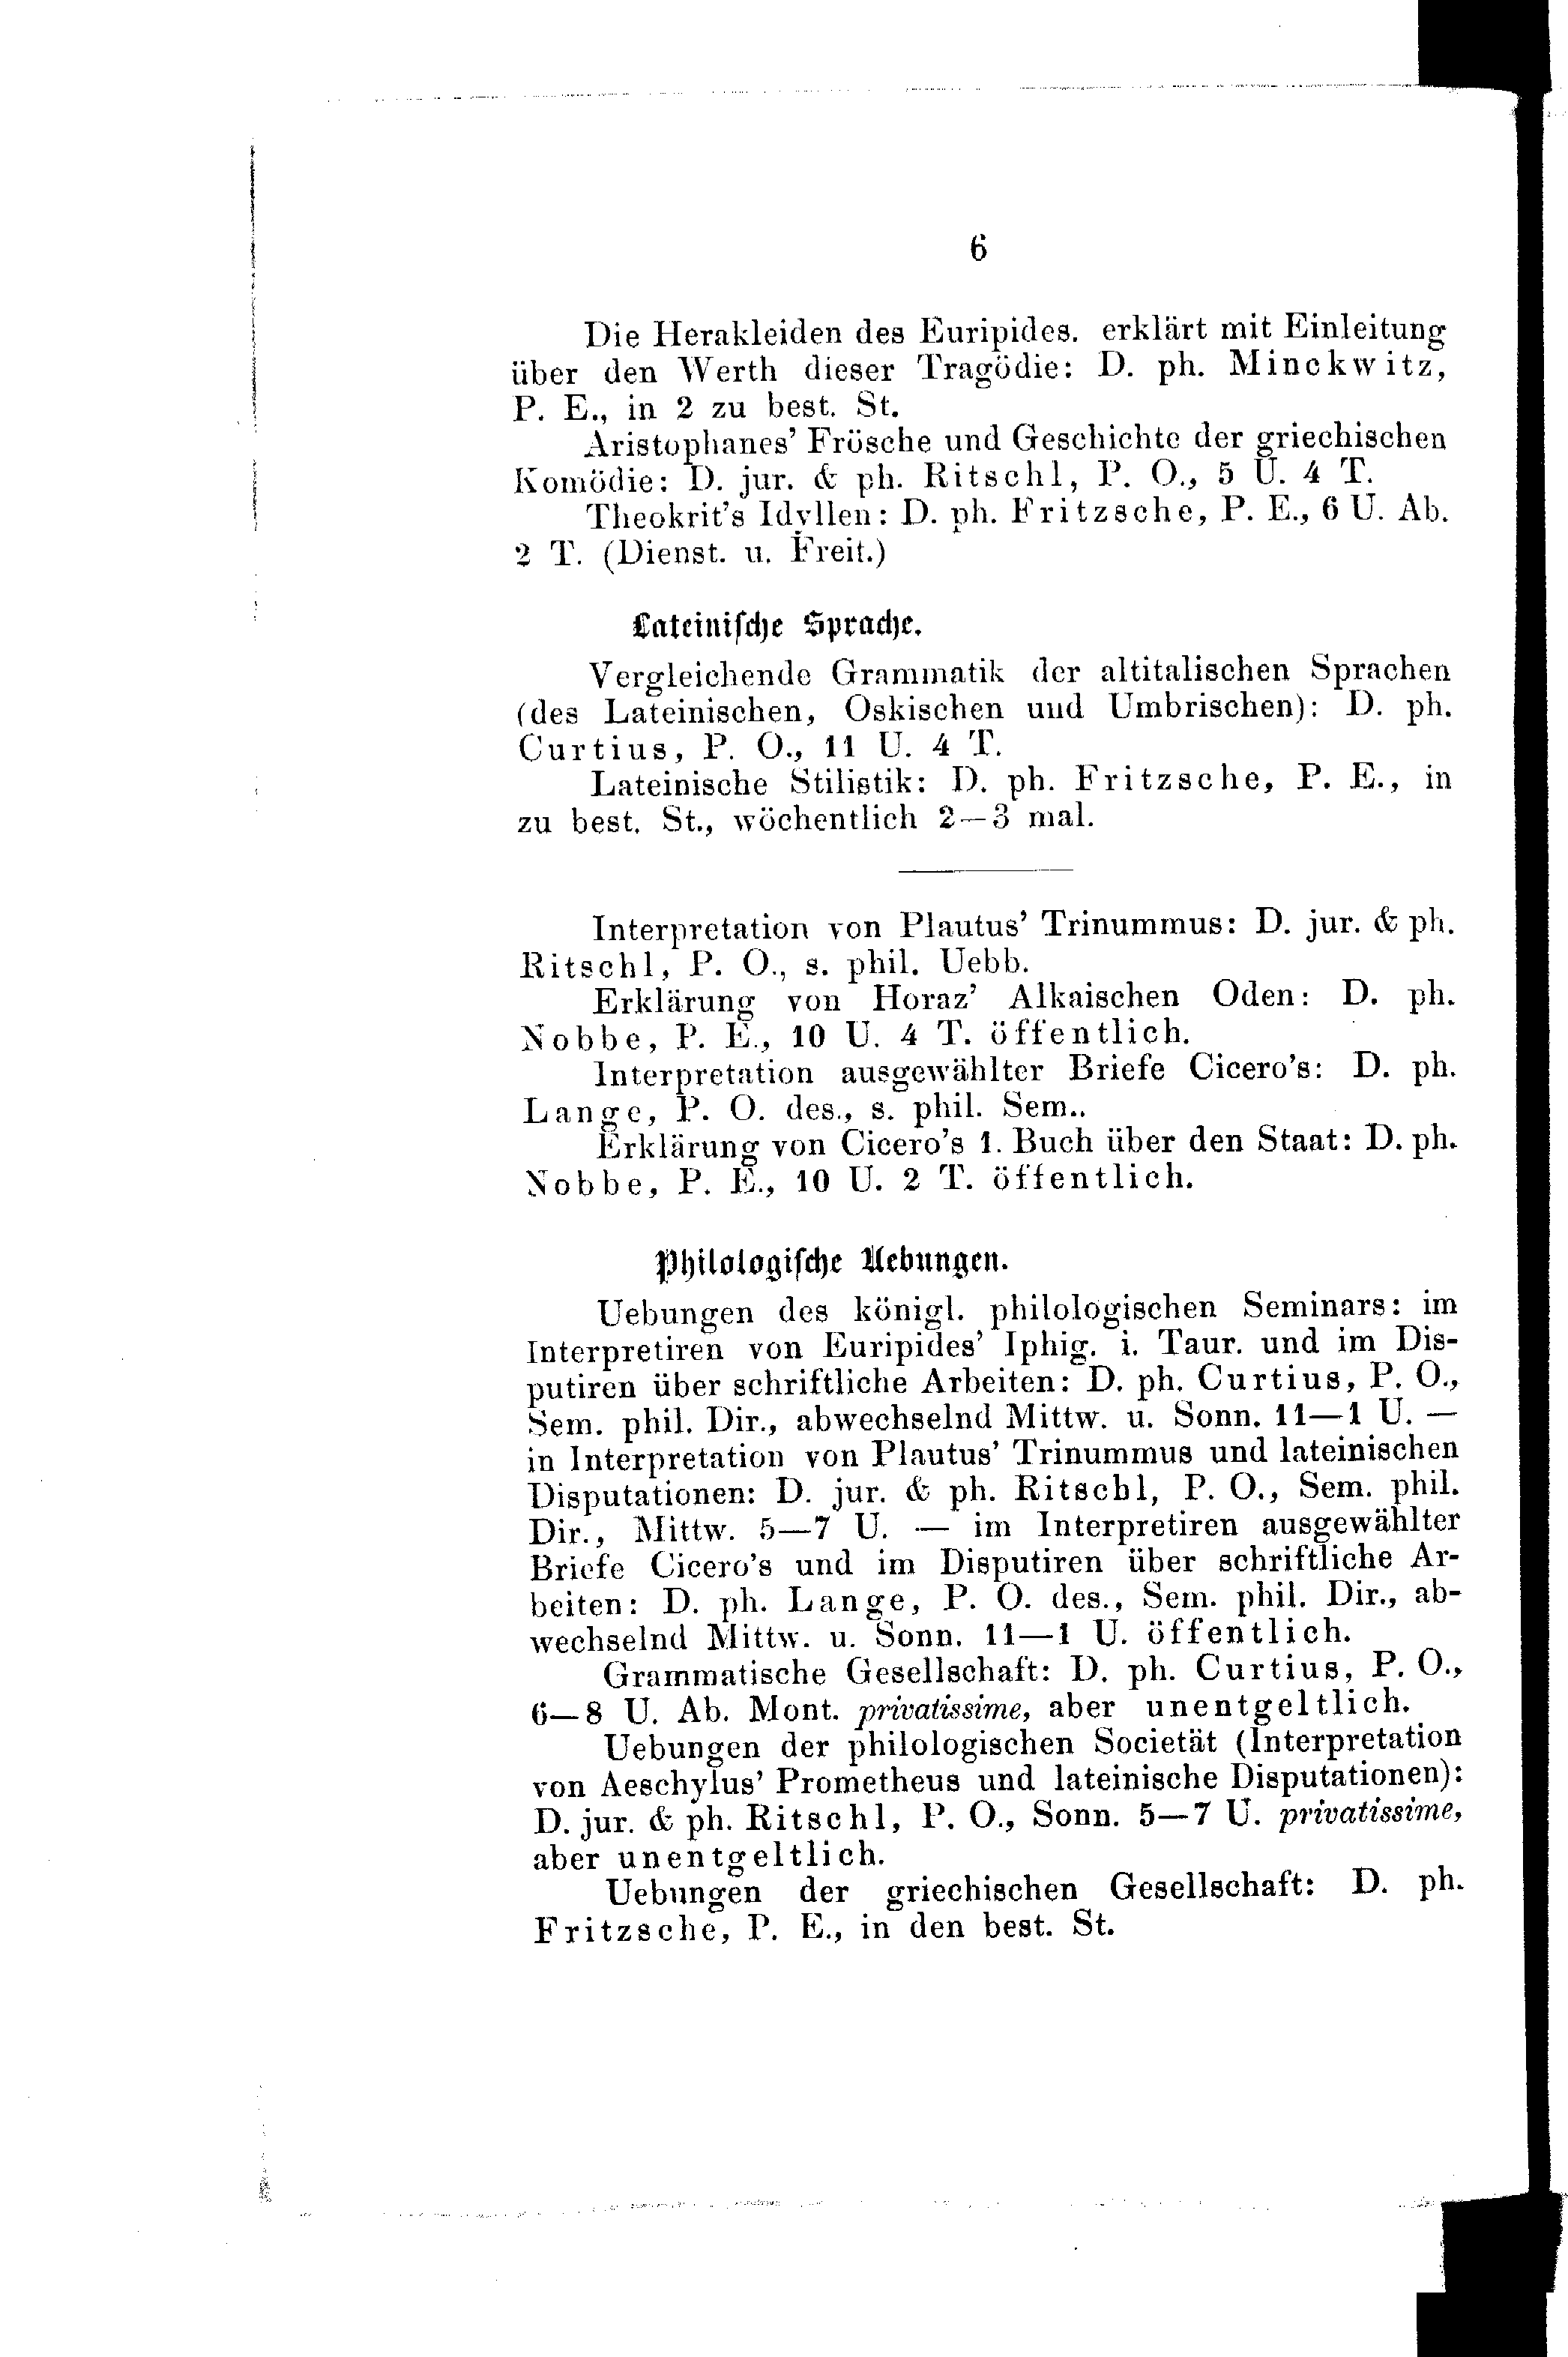 6
Die Herakleiden des Euripides. erklärt mit Einleitung
über den Werth dieser Tragödie: D. ph. Minckwitz,
P. E., in 2 zu best. St.
Aristophanes' Frösche und Geschichte der griechischen
Komödie: D. jur. & ph. Ritschl, P. O., 5 U. 4 T.
Theokrit's Idyllen: D. ph. Fritzsche, P. E., 6 U. Ab.
2 T. (Dienst. u. Freit.)
Lateinische Sprache.
Vergleichende Grammatik der altitalischen Sprachen
(des Lateinischen, Oskischen und Umbrischen): D. ph.
Curtius, P. O., 11 U. 4 T.
Lateinische Stilistik: D. ph. Fritzsche, P. E., in
zu best. St., wöchentlich 2—3 mal.
Interpretation von Plautus' Trinummus: D. jur. & ph.
Ritschl, P. O., s. phil. Uebb.
Erklärung von Horaz' Alkaischen Oden: D. ph.
Nobbe, P. E., 10 U. 4 T. öffentlich.
Interpretation ausgewählter Briefe Cicero's: D. ph.
Lange, P. O. des., s. phil. Sem..
Erklärung von Cicero's 1. Buch über den Staat: D. ph.
Nobbe, P. E., 10 U. 2 T. öffentlich.
Philologische Uebungen.
Uebungen des königl. philologischen Seminars: im
Interpretiren von Euripides' Iphig. i. Taur. und im Dis-
putiren über schriftliche Arbeiten: D. ph. Curtius, P. O.,
Sem. phil. Dir., abwechselnd Mittw. u. Sonn. 11—1 U. —
in Interpretation von Plautus' Trinummus und lateinischen
Disputationen: D. jur. & ph. Ritschl, P. O., Sem. phil.
Dir., Mittw. 5—7 U. — im Interpretiren ausgewählter
Briefe Cicero's und im Disputiren über schriftliche Ar-
beiten: D. ph. Lange, P. O. des., Sem. phil. Dir., ab-
wechselnd Mittw. u. Sonn. 11—1 U. öffentlich.
Grammatische Gesellschaft: D. ph. Curtius, P. O.,
6—8 U. Ab. Mont. privatissime, aber unentgeltlich.
Uebungen der philologischen Societät (Interpretation
von Aeschylus' Prometheus und lateinische Disputationen):
D. jur. & ph. Ritschl, P. O., Sonn. 5—7 U. privatissime,
aber unentgeltlich.
Uebungen der griechischen Gesellschaft: D. ph.
Fritzsche, P. E., in den best. St.